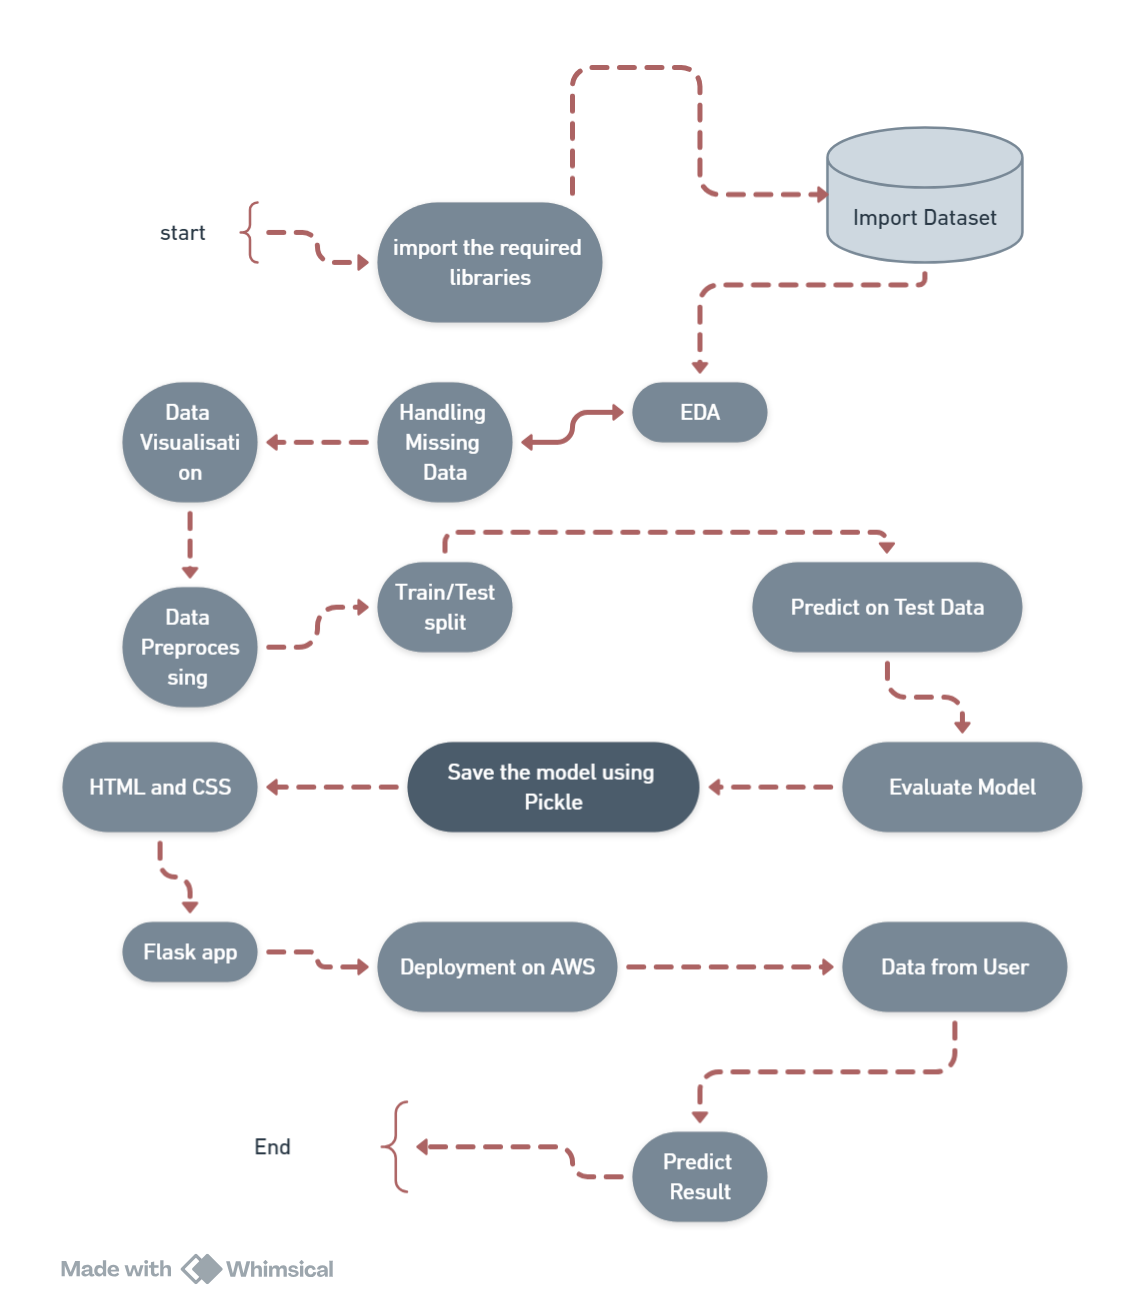 start
import the required
libraries
Import Dataset
EDA
Handling
Missing
Data
Data
Visualisati
on
Data
Preproces
sing
Train/Test
split
Predict on Test Data
Evaluate Model
Save the model using
Pickle
HTML and CSS
Flask app
Deployment on AWS
Data from User
Predict
Result
End
Made with Whimsical